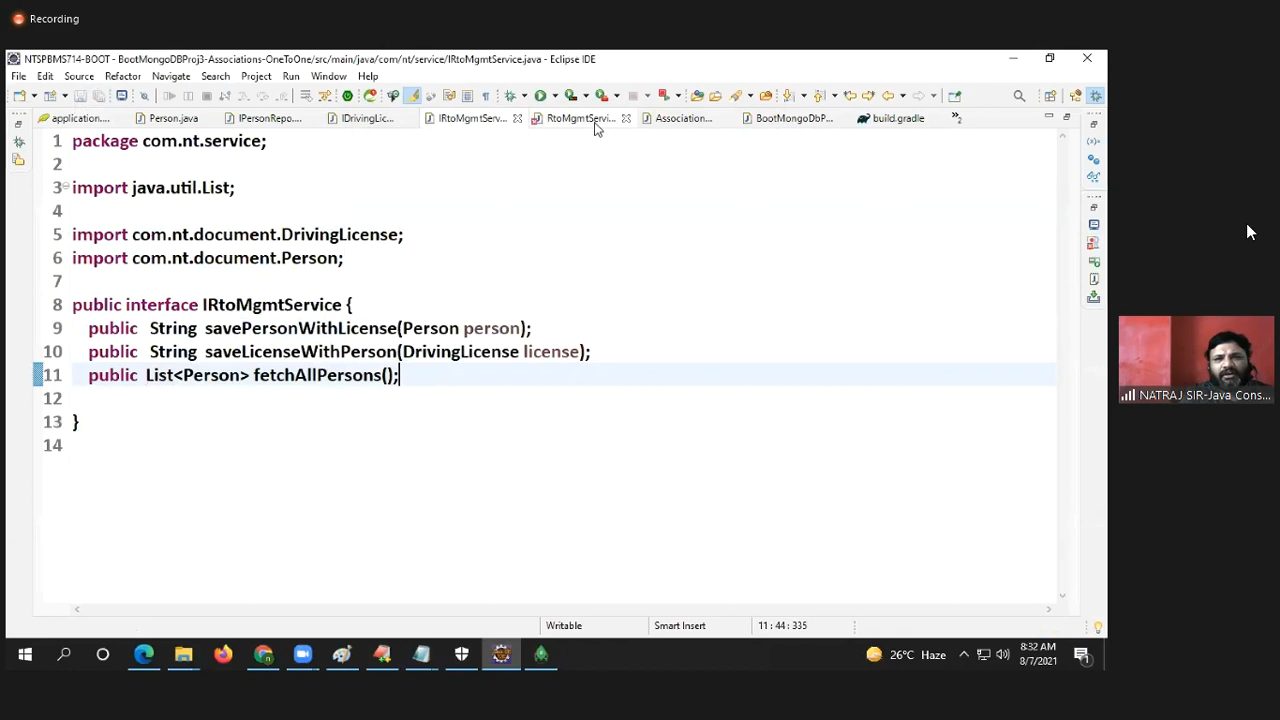 Recording
NTSPBMS714-BOOT - BootMongoDBProj3-Associations-OneToOne/src/main/java/com/nt/service/IRtoMgmtService.java - Eclipse IDE
File Edit Source Refactor Navigate Search Project Run Window Help
application.... Person.java IPersonRepo.... IDrivingLic... IRtoMgmtServ... RtoMgmtServi... Association... BootMongoDbP... build.gradle
1 package com.nt.service;
2
3 import java.util.List;
4
5 import com.nt.document.DrivingLicense;
6 import com.nt.document.Person;
7
8 public interface IRtoMgmtService {
9 public String savePersonWithLicense(Person person);
10 public String saveLicenseWithPerson(DrivingLicense license);
11 public List<Person> fetchAllPersons();
12
13 }
14
NATRAJ SIR-Java Cons...
Writable Smart Insert 11 : 44 : 335
26°C Haze 8:32 AM
8/7/2021
1